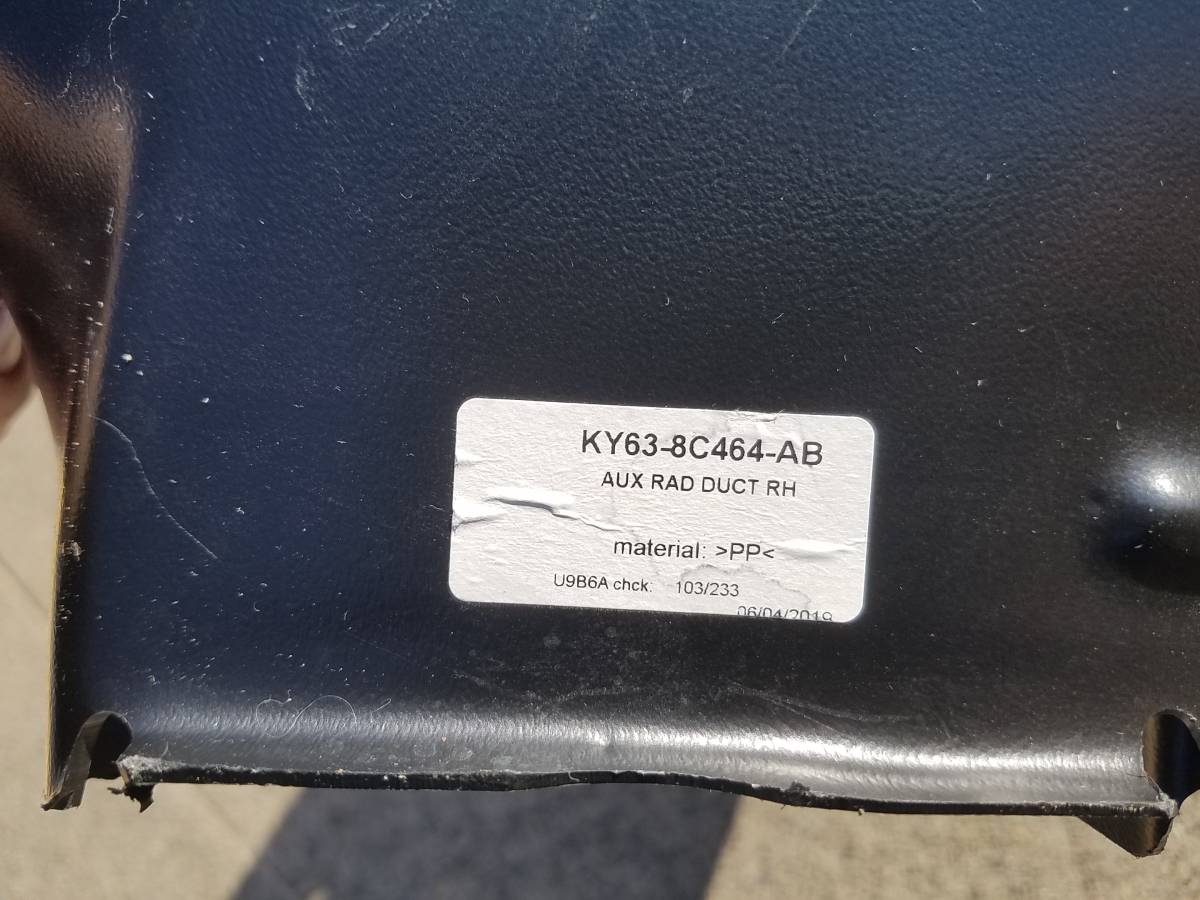 KY63-8C464-AB
AUX RAD DUCT RH
material: >PP<
U9B6A chck: 103/233
06/04/2019